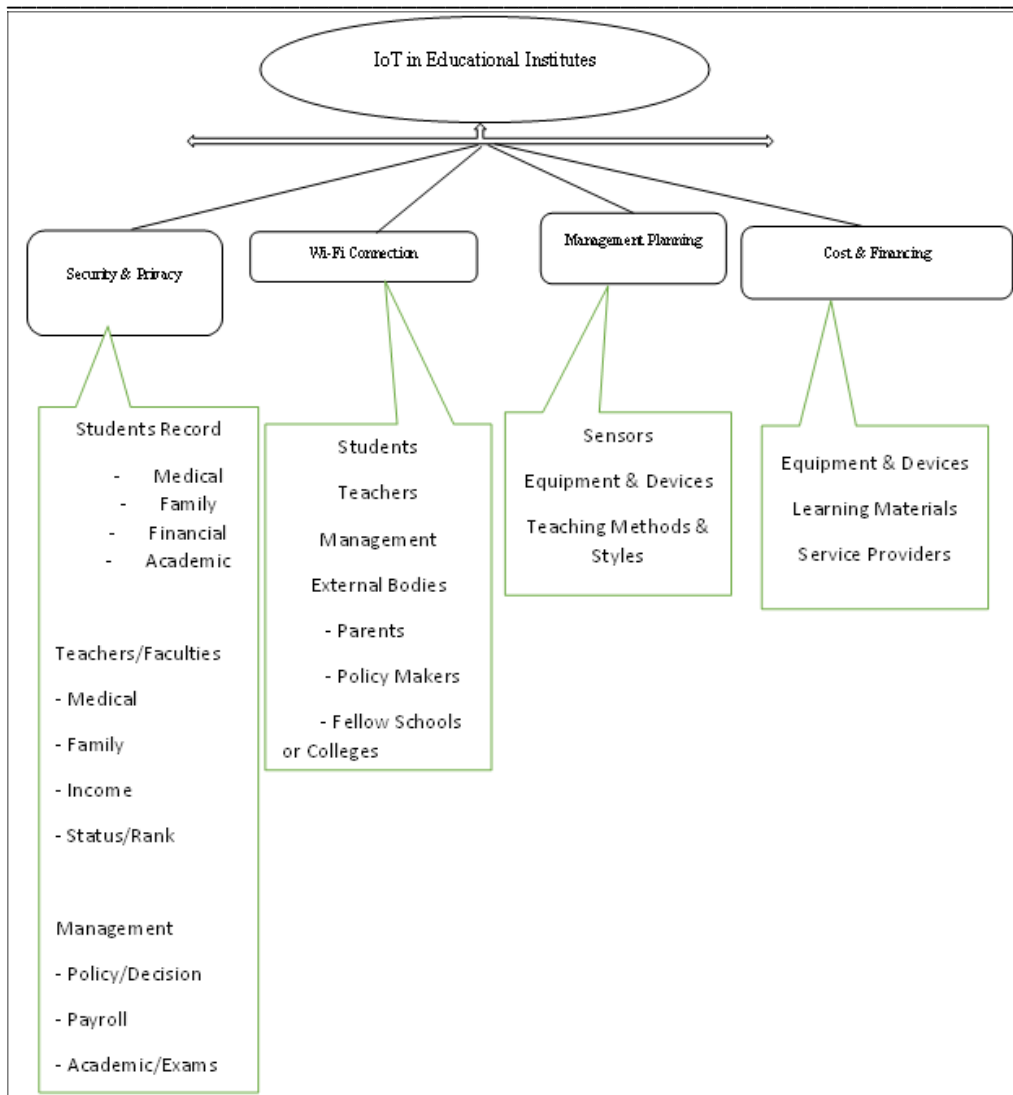 IoT in Educational Institutes
Security & Privacy
Wi-Fi Connection
Management Planning
Cost & Financing
Students Record
- Medical
- Family
- Financial
- Academic
Teachers/Faculties
- Medical
- Family
- Income
- Status/Rank
Management
- Policy/Decision
- Payroll
- Academic/Exams
Students
Teachers
Management
External Bodies
- Parents
- Policy Makers
- Fellow Schools
or Colleges
Sensors
Equipment & Devices
Teaching Methods &
Styles
Equipment & Devices
Learning Materials
Service Providers